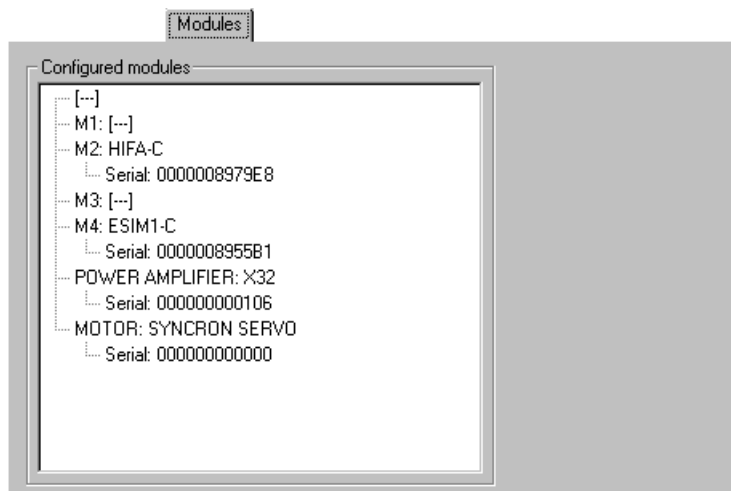 Modules
Configured modules
[---]
M1: [---]
M2: HIFA-C
Serial: 0000008979E8
M3: [---]
M4: ESIM1-C
Serial: 0000008955B1
POWER AMPLIFIER: X32
Serial: 000000000106
MOTOR: SYNCRON SERVO
Serial: 000000000000